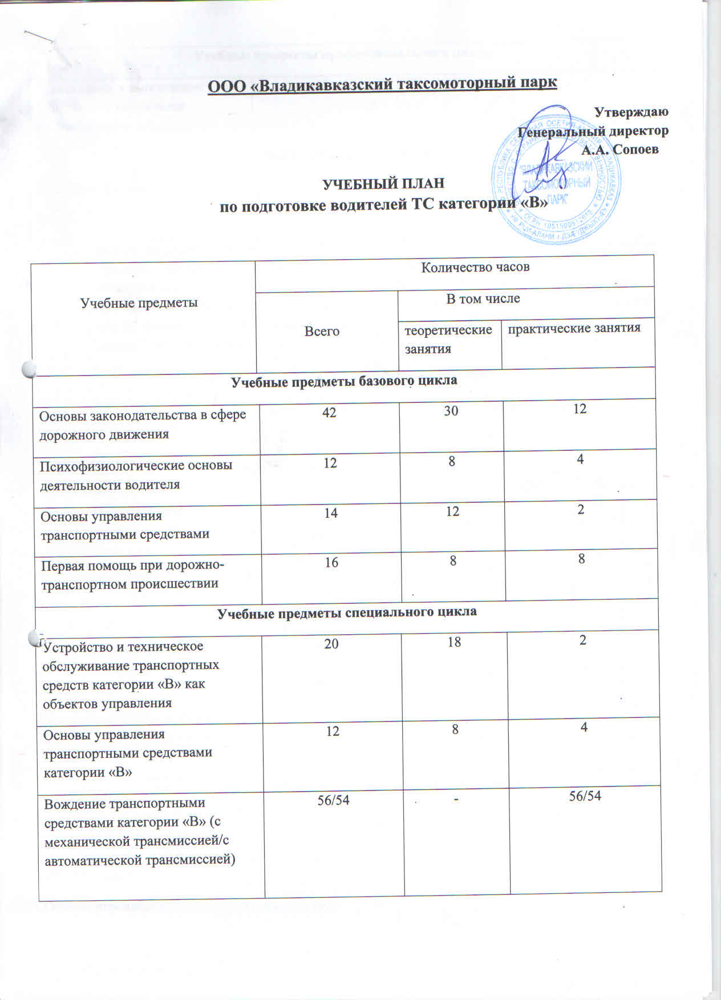 ООО «Владикавказский таксомоторный парк
Утверждаю
Генеральный директор
А.А. Сопоев
"ВЛАДИКАВКАЗСКИЙ
ТАКСОМОТОРНЫЙ
ПАРК"
УЧЕБНЫЙ ПЛАН
по подготовке водителей ТС категории «В»
Учебные предметы
Количество часов
Всего
В том числе
теоретические
занятия
практические занятия
Учебные предметы базового цикла
Основы законодательства в сфере
дорожного движения
42
30
12
Психофизиологические основы
деятельности водителя
12
8
4
Основы управления
транспортными средствами
14
12
2
Первая помощь при дорожно-
транспортном происшествии
16
8
8
Учебные предметы специального цикла
Устройство и техническое
обслуживание транспортных
средств категории «В» как
объектов управления
20
18
2
Основы управления
транспортными средствами
категории «В»
12
8
4
Вождение транспортными
средствами категории «В» (с
механической трансмиссией/с
автоматической трансмиссией)
56/54
-
56/54